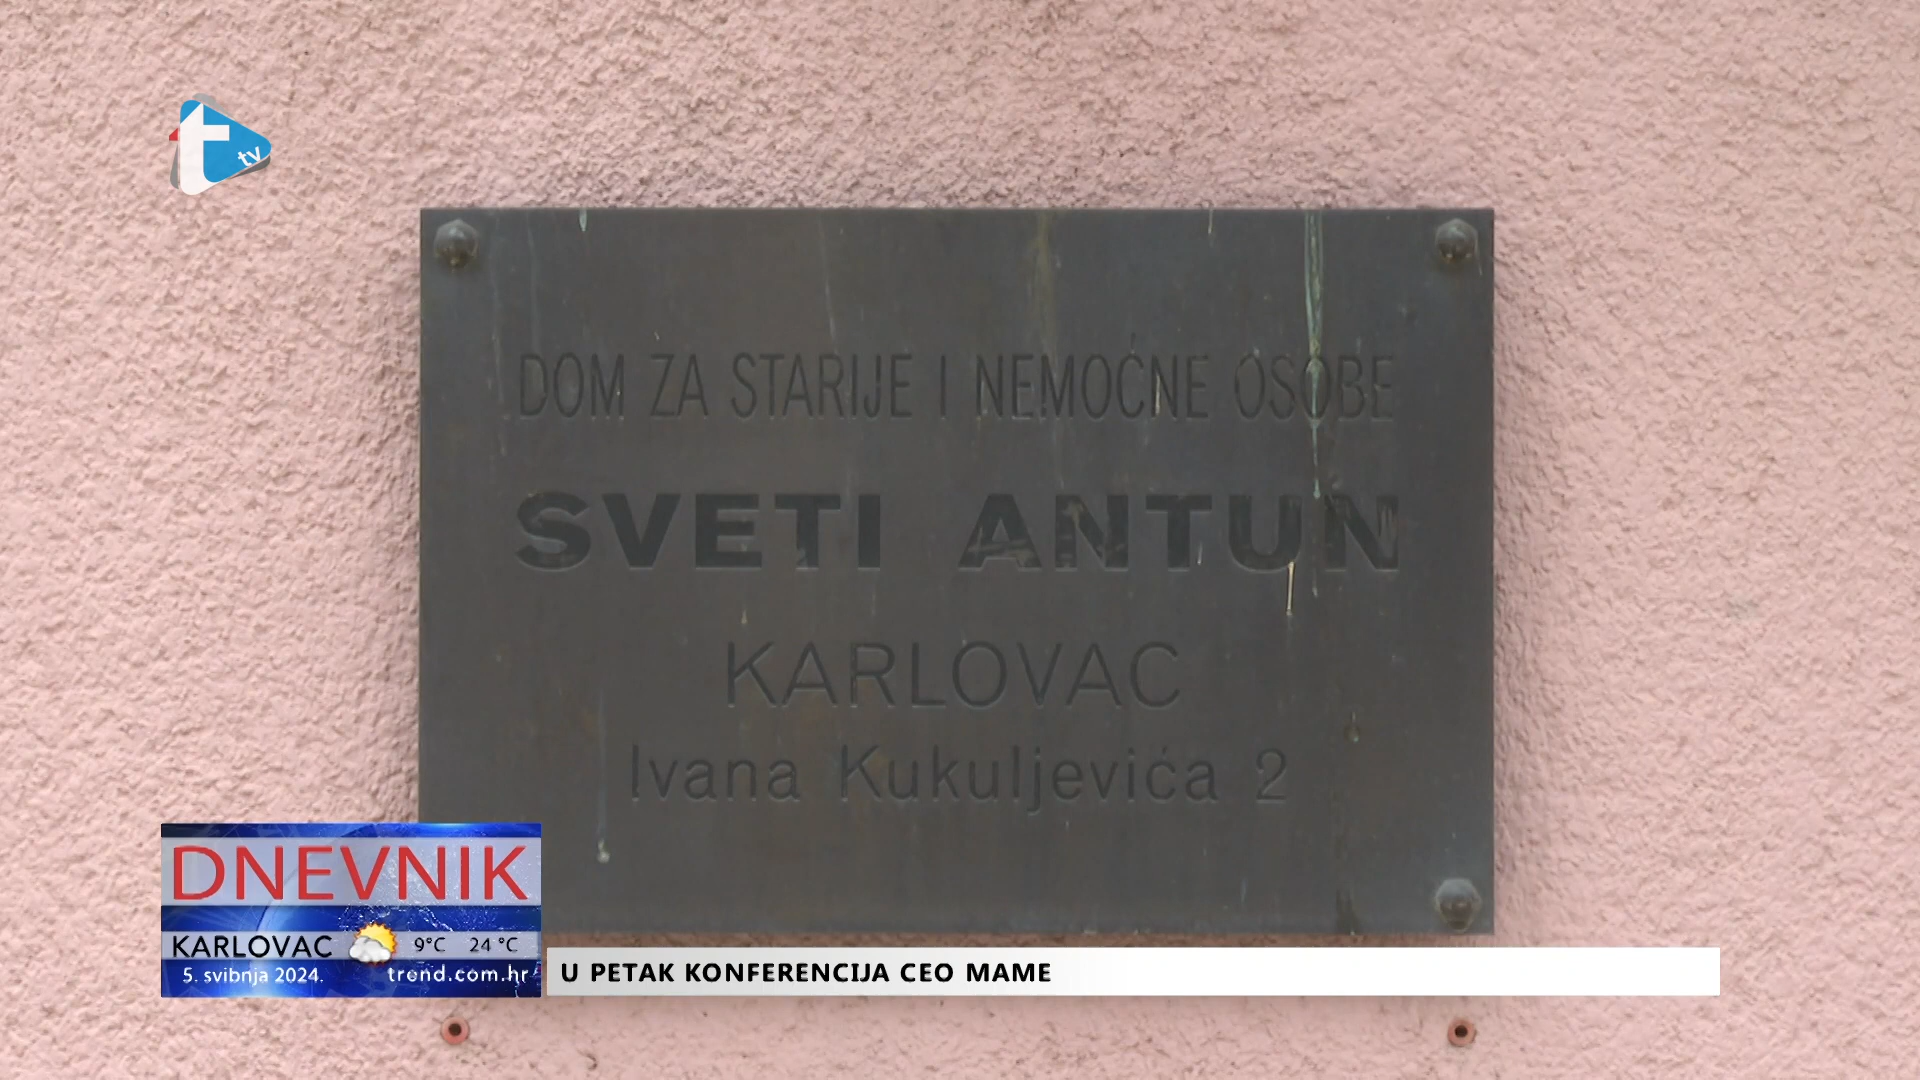 t tv
DOM ZA STARIJE I NEMOĆNE OSOBE
SVETI ANTUN
KARLOVAC
Ivana Kukuljevića 2
DNEVNIK
KARLOVAC 9°C 24 °C
5. svibnja 2024. trend.com.hr
U PETAK KONFERENCIJA CEO MAME